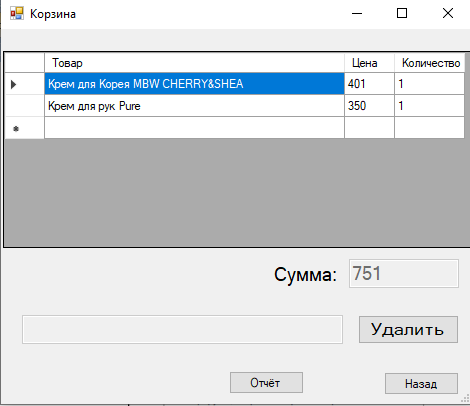 Корзина
Товар Цена Количество
Крем для Корея MBW CHERRY&SHEA 401 1
Крем для рук Pure 350 1
Сумма: 751
Удалить
Отчёт Назад